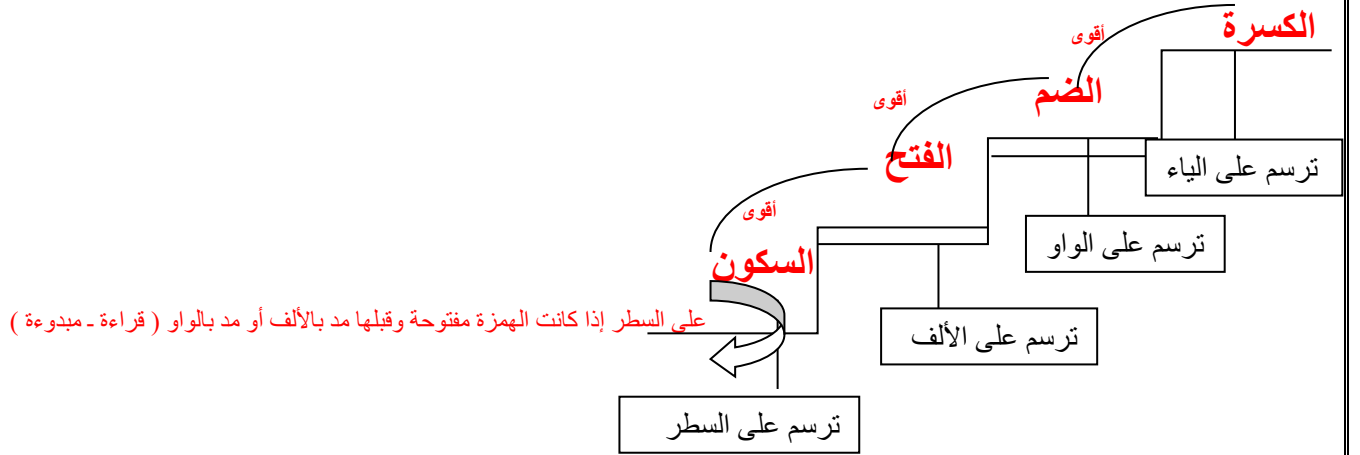 الكسرة
أقوى
الضم
أقوى
الفتح
ترسم على الياء
أقوى
ترسم على الواو
السكون
على السطر إذا كانت الهمزة مفتوحة وقبلها مد بالألف أو مد بالواو ( قراءة ـ مبدوءة )
ترسم على الألف
ترسم على السطر